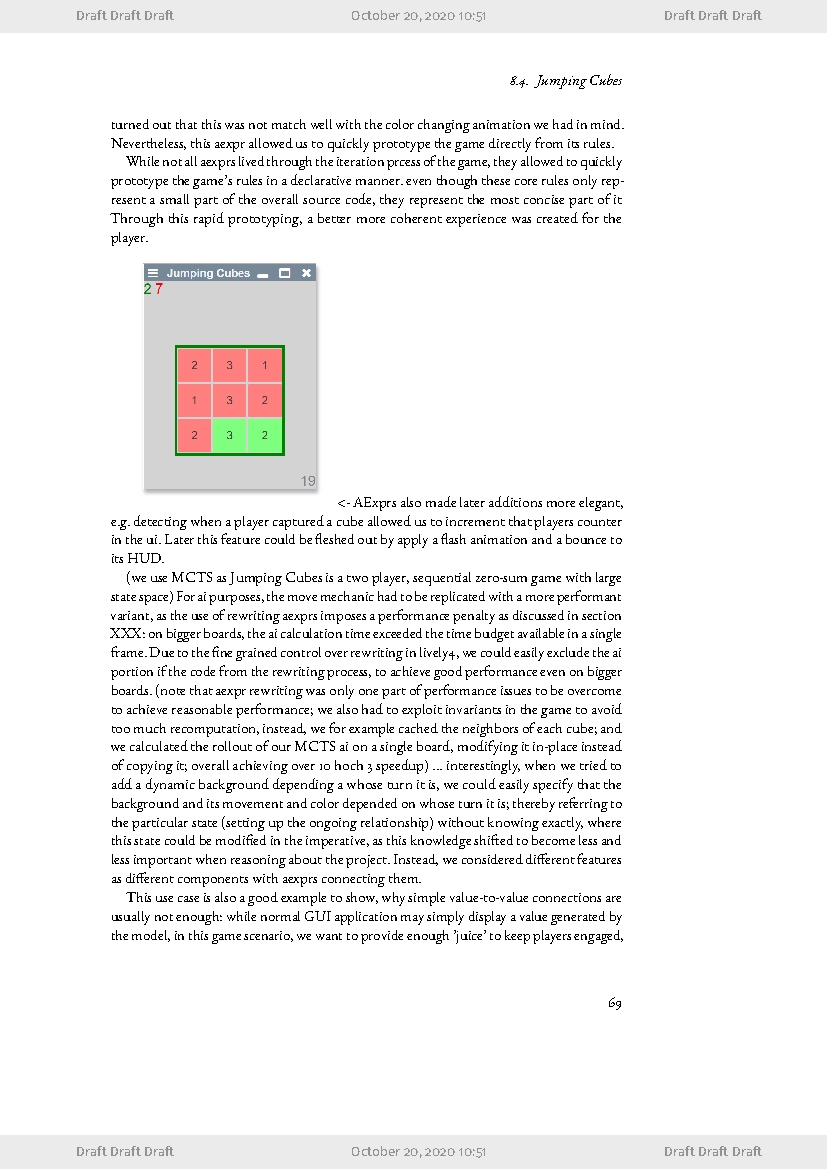 Draft Draft Draft October 20, 2020 10:51 Draft Draft Draft
8.4. Jumping Cubes
turned out that this was not match well with the color changing animation we had in mind.
Nevertheless, this aexpr allowed us to quickly prototype the game directly from its rules.
While not all aexprs lived through the iteration prcess of the game, they allowed to quickly
prototype the game's rules in a declarative manner. even though these core rules only rep-
resent a small part of the overall source code, they represent the most concise part of it
Through this rapid prototyping, a better more coherent experience was created for the
player.
Jumping Cubes
2 7
2 3 1
1 3 2
2 3 2
19
<- AExprs also made later additions more elegant,
e.g. detecting when a player captured a cube allowed us to increment that players counter
in the ui. Later this feature could be fleshed out by apply a flash animation and a bounce to
its HUD.
(we use MCTS as Jumping Cubes is a two player, sequential zero-sum game with large
state space) For ai purposes, the move mechanic had to be replicated with a more performant
variant, as the use of rewriting aexprs imposes a performance penalty as discussed in section
XXX: on bigger boards, the ai calculation time exceeded the time budget available in a single
frame. Due to the fine grained control over rewriting in lively4, we could easily exclude the ai
portion if the code from the rewriting process, to achieve good performance even on bigger
boards. (note that aexpr rewriting was only one part of performance issues to be overcome
to achieve reasonable performance; we also had to exploit invariants in the game to avoid
too much recomputation, instead, we for example cached the neighbors of each cube; and
we calculated the rollout of our MCTS ai on a single board, modifying it in-place instead
of copying it; overall achieving over 10 hoch 3 speedup) ... interestingly, when we tried to
add a dynamic background depending a whose turn it is, we could easily specify that the
background and its movement and color depended on whose turn it is; thereby referring to
the particular state (setting up the ongoing relationship) without knowing exactly, where
this state could be modified in the imperative, as this knowledge shifted to become less and
less important when reasoning about the project. Instead, we considered different features
as different components with aexprs connecting them.
This use case is also a good example to show, why simple value-to-value connections are
usually not enough: while normal GUI application may simply display a value generated by
the model, in this game scenario, we want to provide enough 'juice' to keep players engaged,
69
Draft Draft Draft October 20, 2020 10:51 Draft Draft Draft